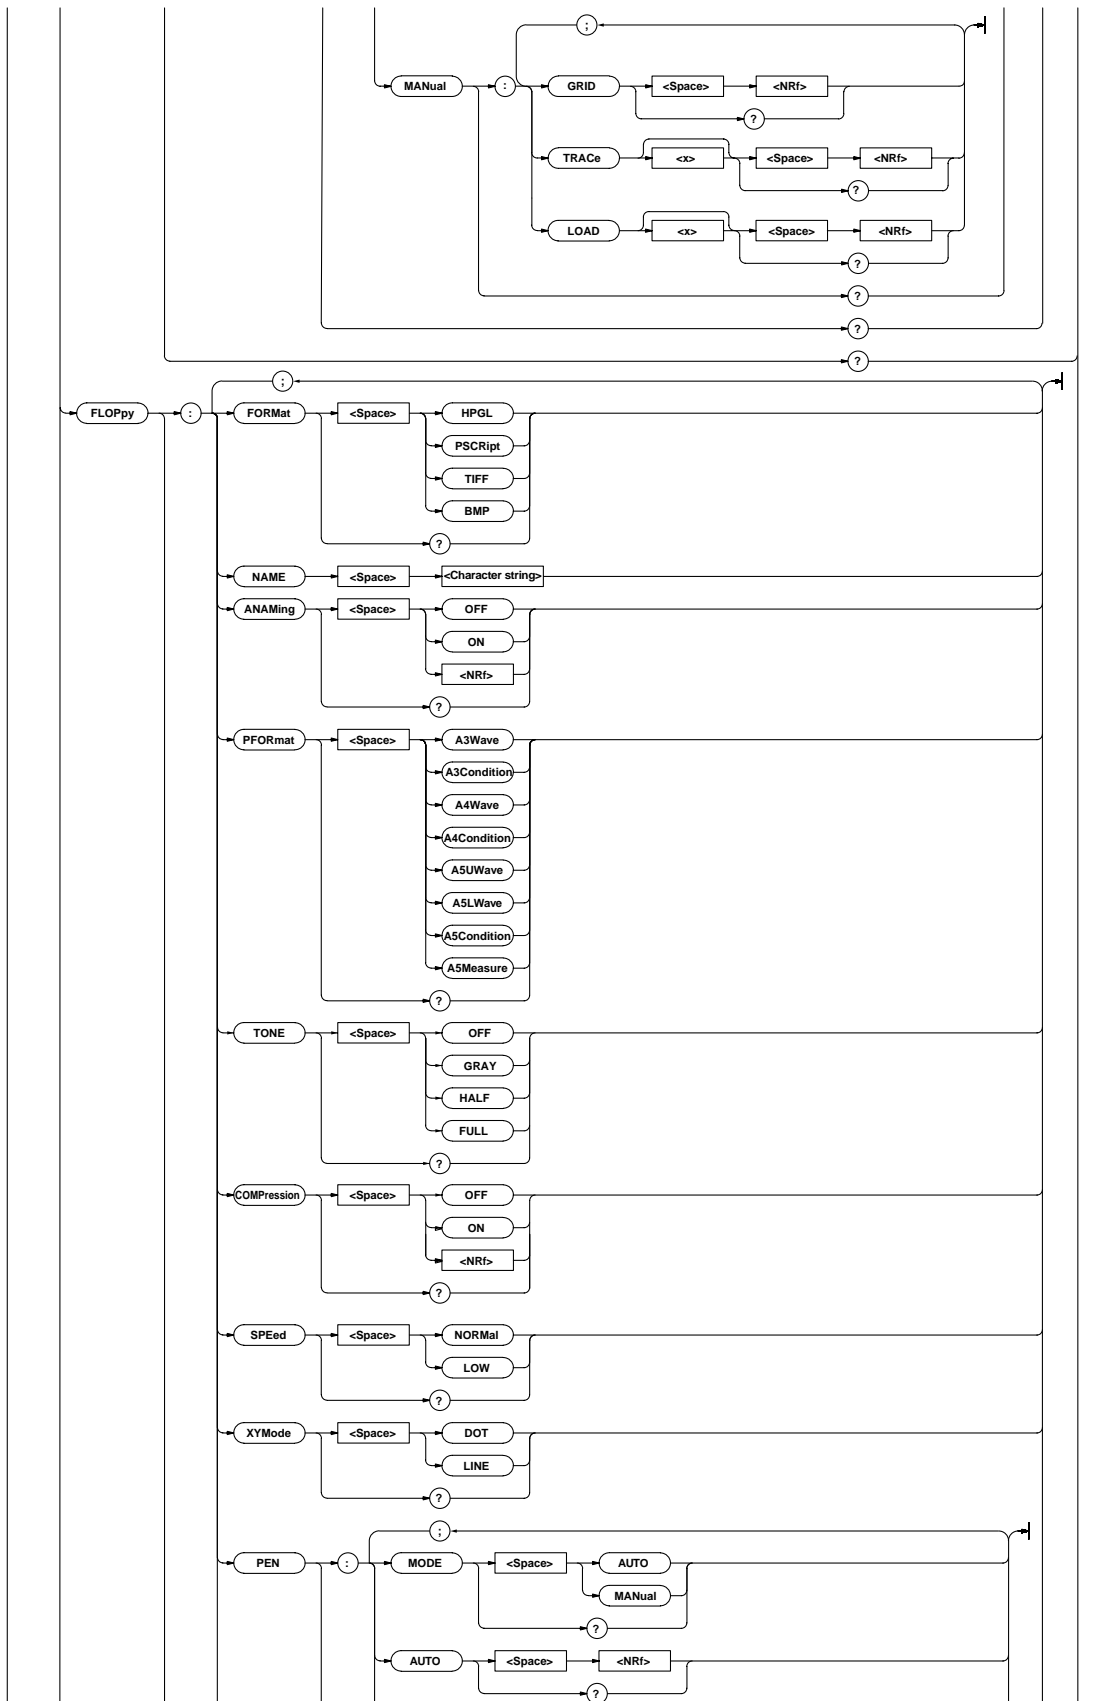 ;
MANual : GRID <Space> <NRf>
?
TRACe <x> <Space> <NRf>
?
LOAD <x> <Space> <NRf>
?
?
?
?
;
FLOPpy : FORMat <Space> HPGL
PSCRipt
TIFF
BMP
?
NAME <Space> <Character string>
ANAMing <Space> OFF
ON
<NRf>
?
PFORmat <Space> A3Wave
A3Condition
A4Wave
A4Condition
A5UWave
A5LWave
A5Condition
A5Measure
?
TONE <Space> OFF
GRAY
HALF
FULL
?
COMPression <Space> OFF
ON
<NRf>
?
SPEed <Space> NORMal
LOW
?
XYMode <Space> DOT
LINE
?
;
PEN : MODE <Space> AUTO
MANual
?
AUTO <Space> <NRf>
?